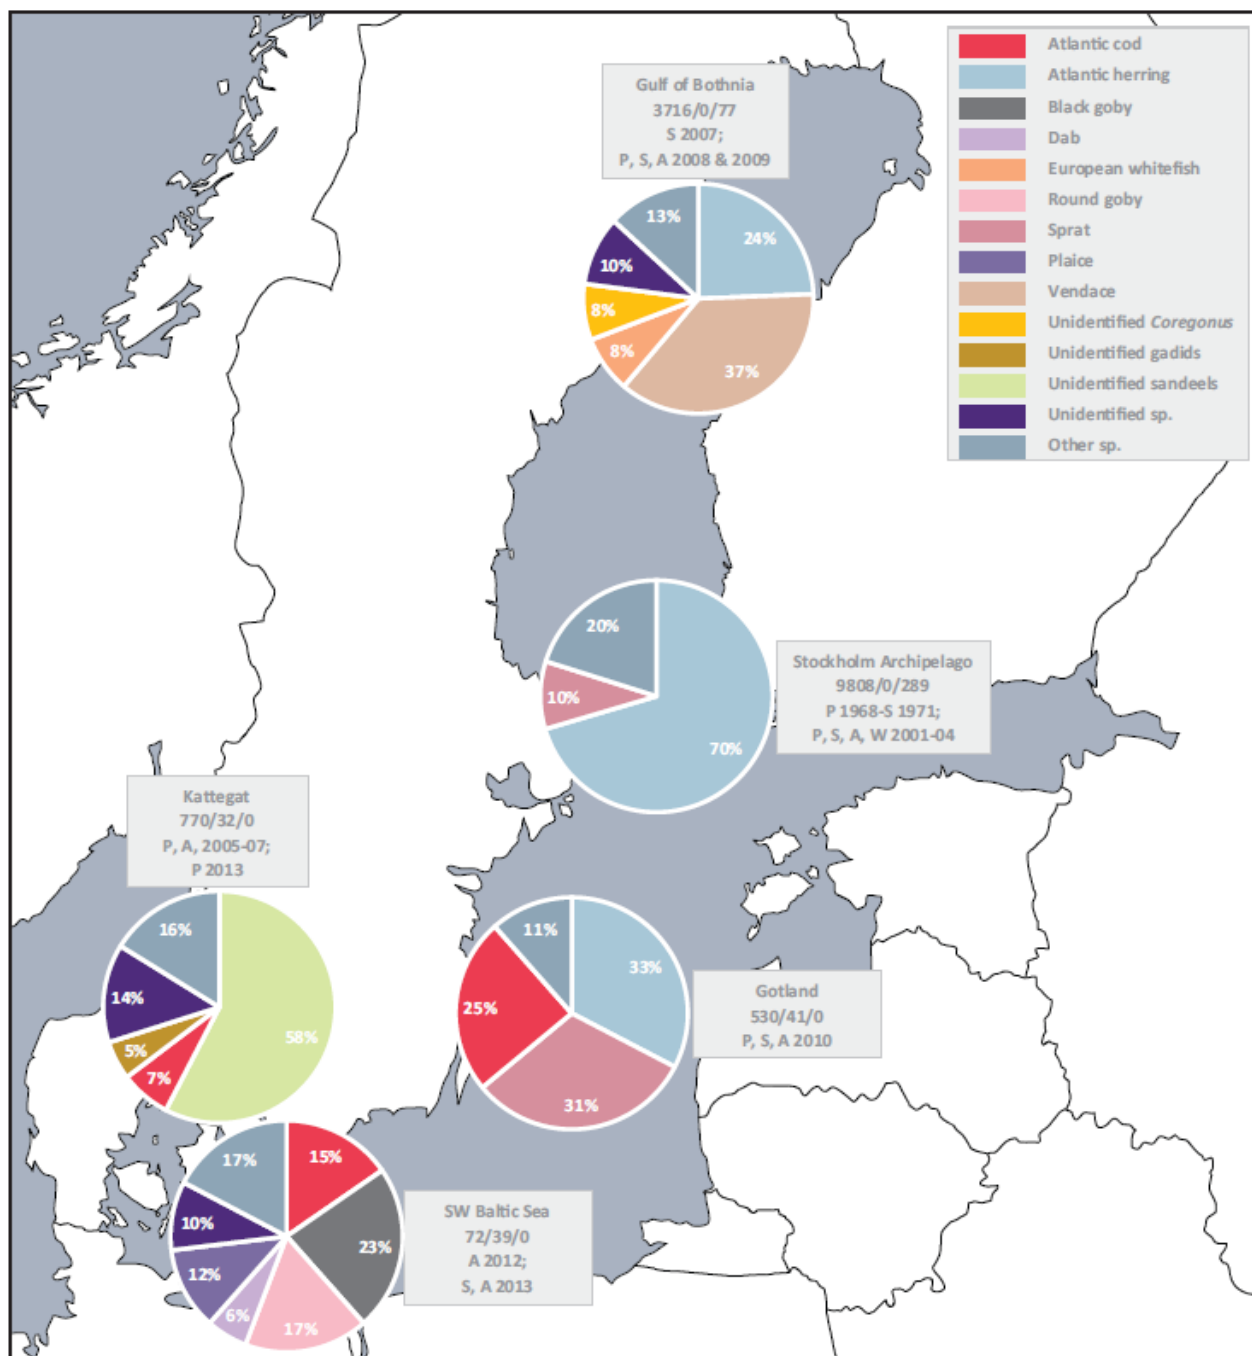 Atlantic cod
Atlantic herring
Black goby
Dab
European whitefish
Round goby
Sprat
Plaice
Vendace
Unidentified Coregonus
Unidentified gadids
Unidentified sandeels
Unidentified sp.
Other sp.
Gulf of Bothnia
3716/0/77
S 2007;
P, S, A 2008 & 2009
13%
24%
10%
8%
8%
37%
Stockholm Archipelago
9808/0/289
P 1968-S 1971;
P, S, A, W 2001-04
20%
10%
70%
Kattegat
770/32/0
P, A, 2005-07;
P 2013
16%
14%
5%
7%
58%
Gotland
530/41/0
P, S, A 2010
11%
33%
25%
31%
SW Baltic Sea
72/39/0
A 2012;
S, A 2013
17%
15%
10%
23%
12%
6%
17%